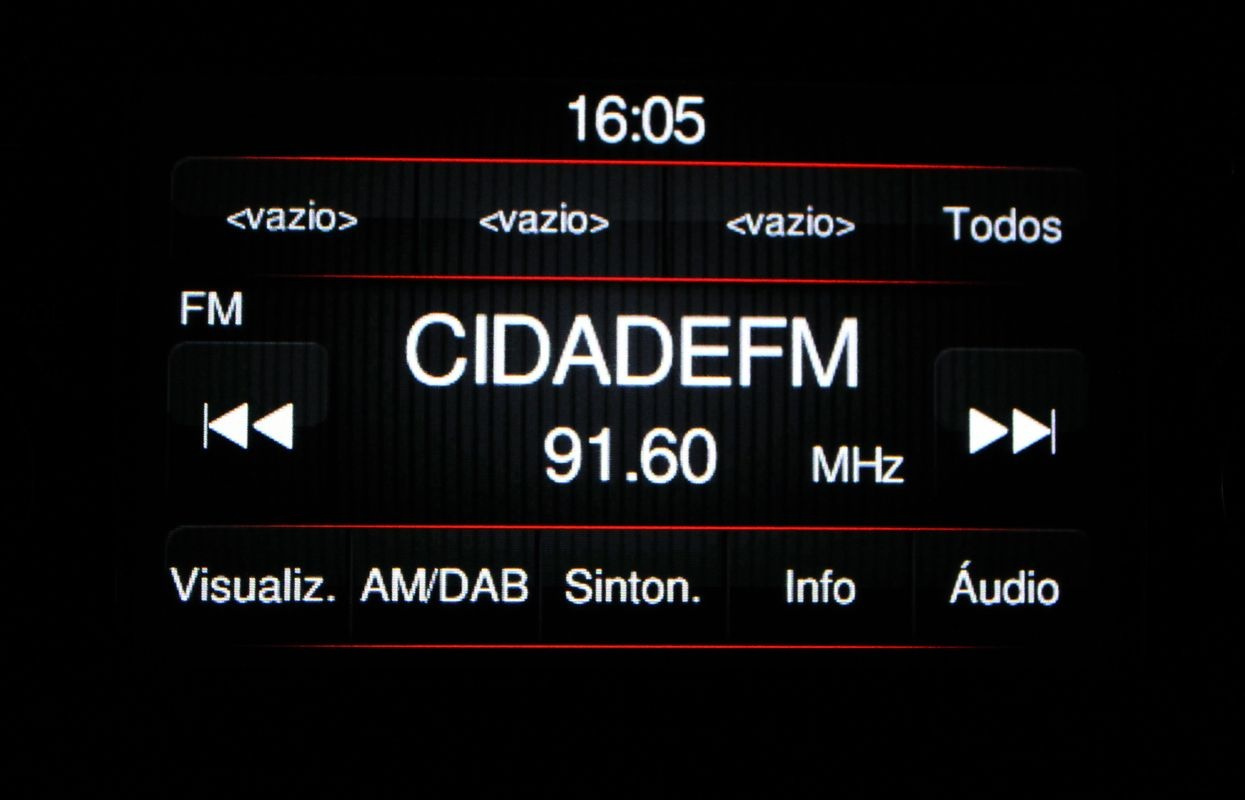 16:05
<vazio> <vazio> <vazio> Todos
FM
CIDADEFM
91.60 MHz
Visualiz. AM/DAB Sinton. Info Áudio